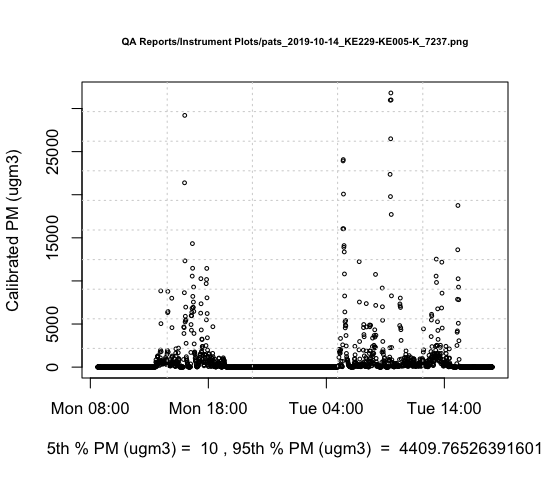 QA Reports/Instrument Plots/pats_2019-10-14_KE229-KE005-K_7237.png
Calibrated PM (ugm3)
25000
15000
5000
0
Mon 08:00 Mon 18:00 Tue 04:00 Tue 14:00
5th % PM (ugm3) = 10 , 95th % PM (ugm3) = 4409.76526391601